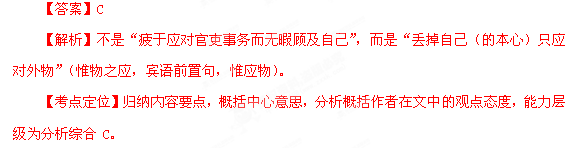 【答案】C
【解析】不是“疲于应对官吏事务而无暇顾及自己”，而是“丢掉自己（的本心）只应
对外物”（惟物之应，宾语前置句，惟应物）。
【考点定位】归纳内容要点，概括中心意思，分析概括作者在文中的观点态度，能力层
级为分析综合 C。